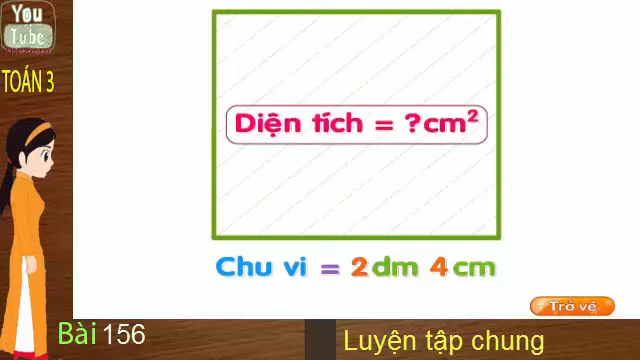 You
Tube
TOÁN 3
Diện tích = ?cm²
Chu vi = 2dm 4cm
Trở về
Bài 156
Luyện tập chung